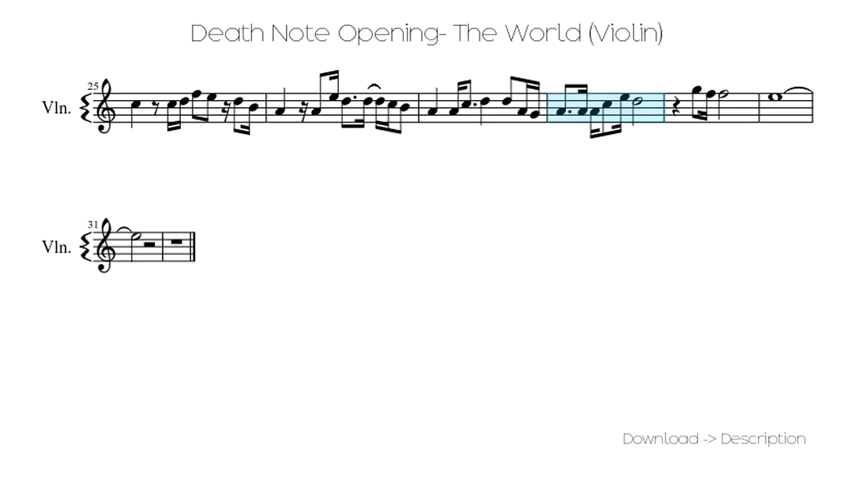 Death Note Opening- The World (Violin)
25
Vln.
31
Vln.
Download -> Description